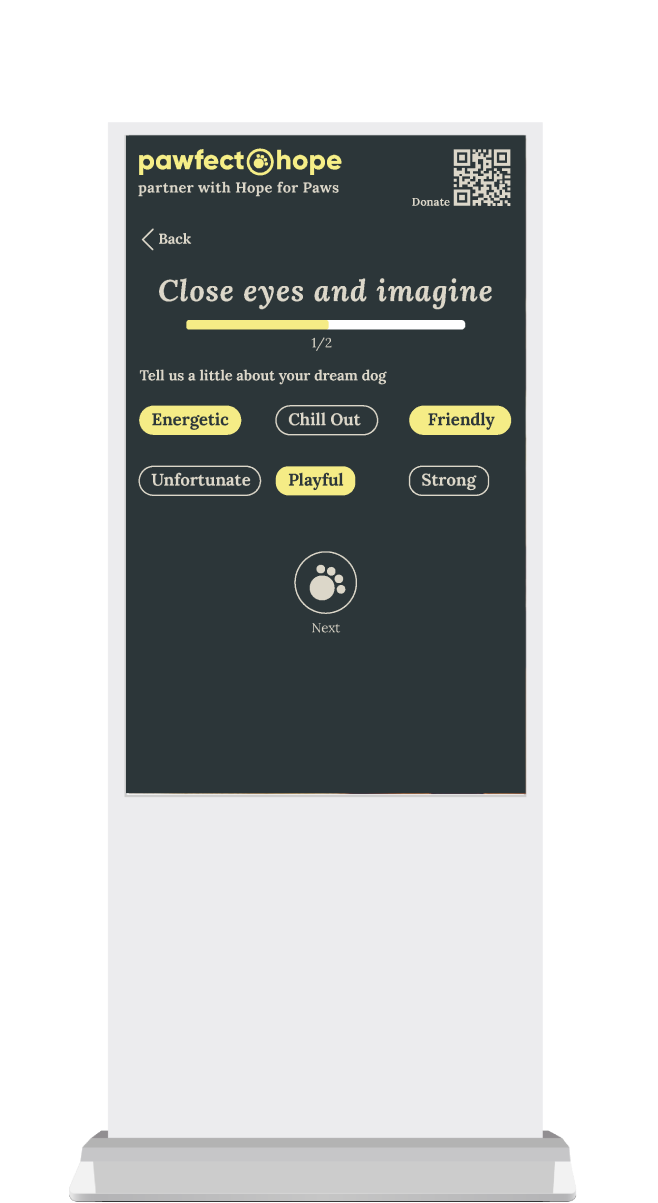 pawfect hope
partner with Hope for Paws
Donate
Back
Close eyes and imagine
1/2
Tell us a little about your dream dog
Energetic Chill Out Friendly
Unfortunate Playful Strong
Next